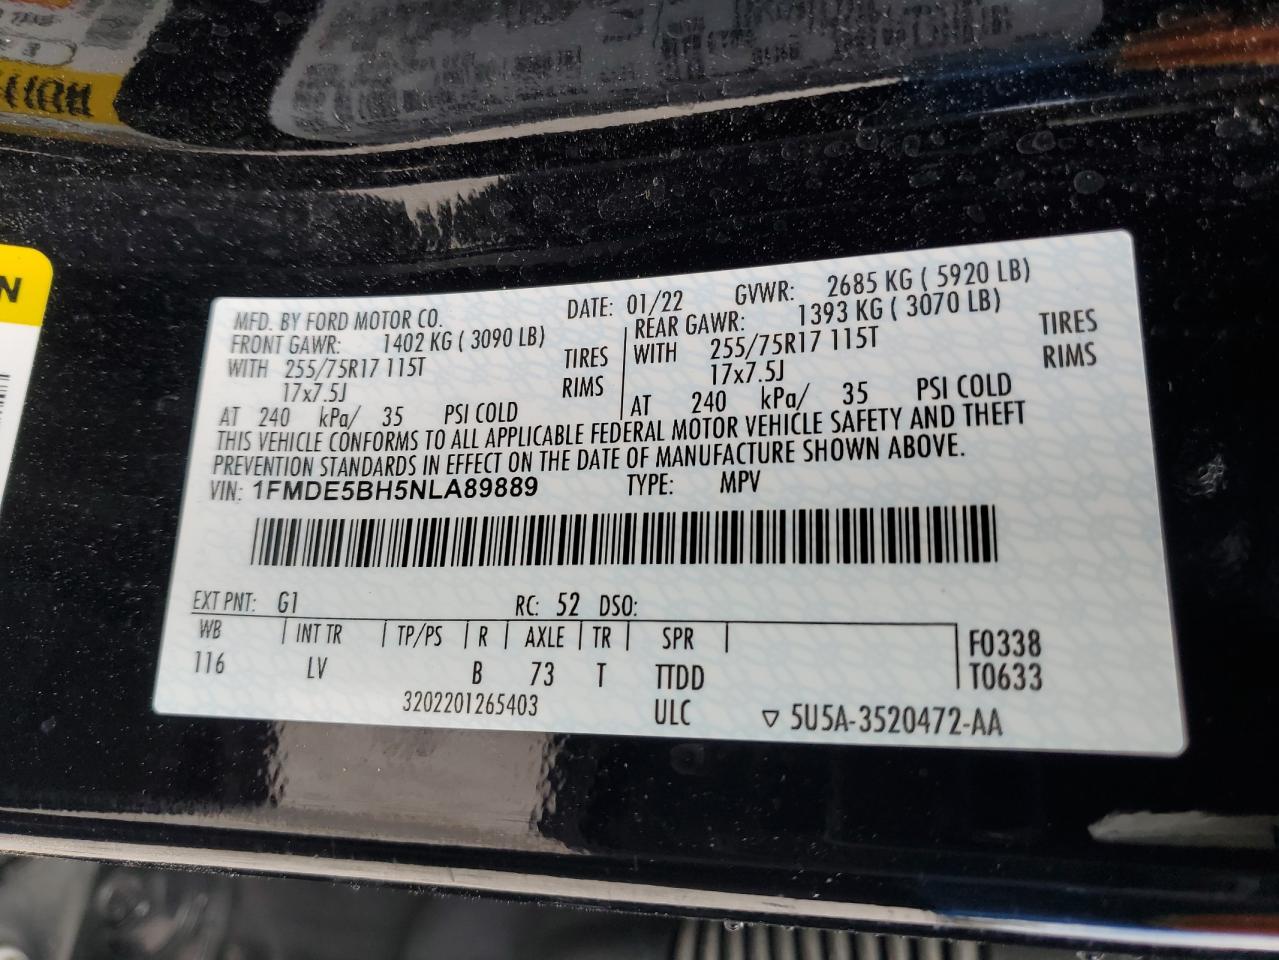 N
MFD. BY FORD MOTOR CO. DATE: 01/22 GVWR: 2685 KG ( 5920 LB)
FRONT GAWR: 1402 KG ( 3090 LB) REAR GAWR: 1393 KG ( 3070 LB)
WITH 255/75R17 115T TIRES WITH 255/75R17 115T TIRES
17x7.5J RIMS 17x7.5J RIMS
AT 240 kPa/ 35 PSI COLD AT 240 kPa/ 35 PSI COLD
THIS VEHICLE CONFORMS TO ALL APPLICABLE FEDERAL MOTOR VEHICLE SAFETY AND THEFT
PREVENTION STANDARDS IN EFFECT ON THE DATE OF MANUFACTURE SHOWN ABOVE.
VIN: 1FMDE5BH5NLA89889 TYPE: MPV
EXT PNT: G1 RC: 52 DSO:
WB INT TR TP/PS R AXLE TR SPR F0338
116 LV B 73 T TTDD T0633
3202201265403 ULC ▽ 5U5A-3520472-AA